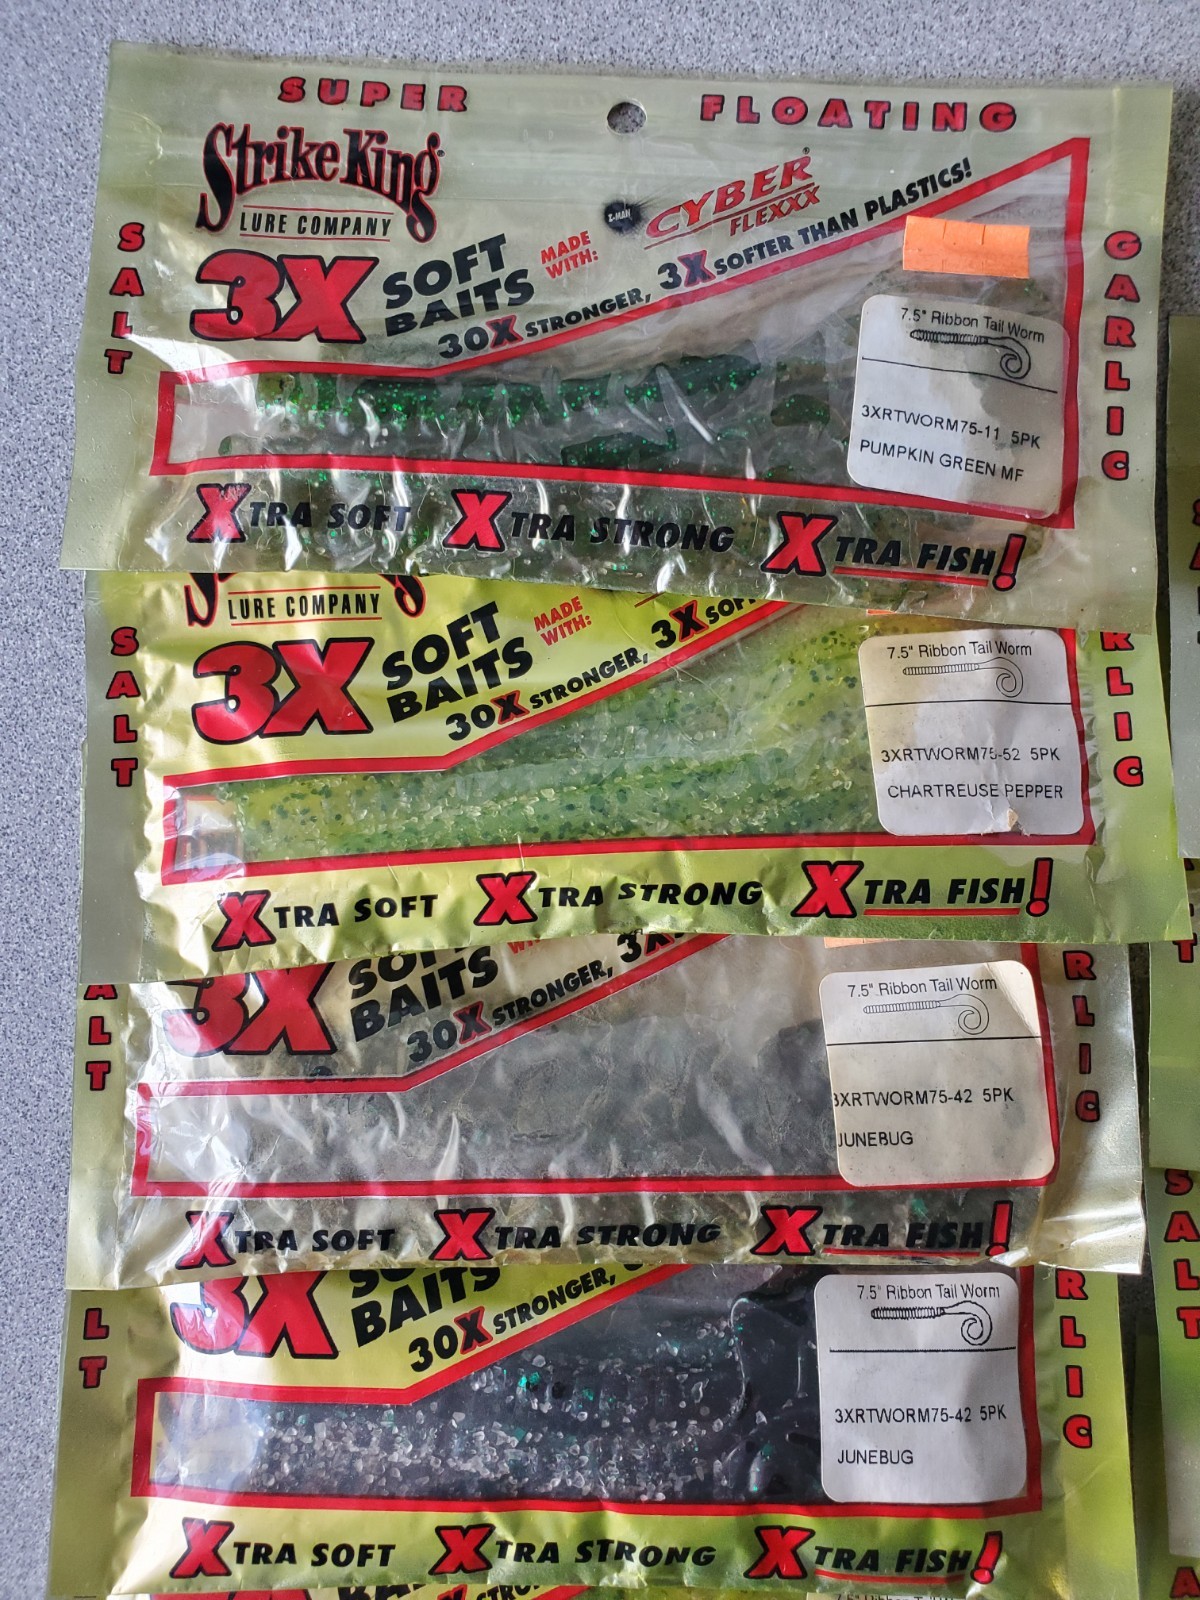 SUPER FLOATING
SALT
GARLIC
Strike King®
LURE COMPANY
3X SOFT BAITS
MADE WITH:
Z-MAN
CYBER®
FLEXXX
30X STRONGER, 3X SOFTER THAN PLASTICS!
7.5" Ribbon Tail Worm
3XRTWORM75-11 5PK
PUMPKIN GREEN MF
XTRA SOFT XTRA STRONG XTRA FISH!
LURE COMPANY
SALT
3X SOFT BAITS
MADE WITH:
30X STRONGER, 3X SOF
RLIC
7.5" Ribbon Tail Worm
3XRTWORM75-52 5PK
CHARTREUSE PEPPER
XTRA SOFT XTRA STRONG XTRA FISH!
ALT
3X SOF
BAITS
30X STRONGER, 3X
RLIC
7.5" Ribbon Tail Worm
3XRTWORM75-42 5PK
JUNEBUG
XTRA SOFT XTRA STRONG XTRA FISH!
LT
3X
BAITS
30X STRONGER,
RLIC
7.5" Ribbon Tail Worm
3XRTWORM75-42 5PK
JUNEBUG
XTRA SOFT XTRA STRONG XTRA FISH!
SALT